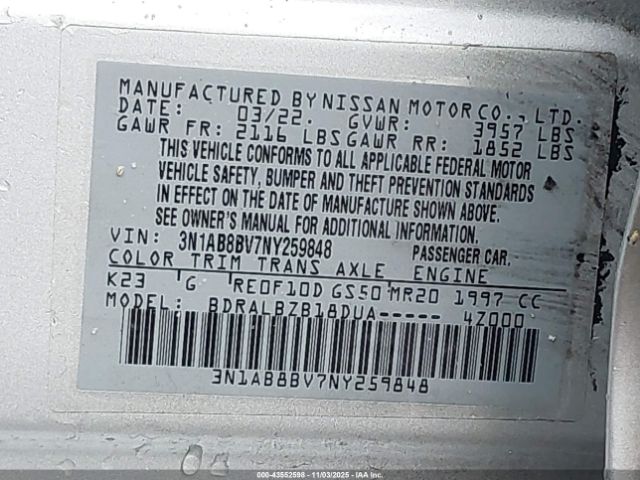 MANUFACTURED BY NISSAN MOTOR CO., LTD.
DATE: 03/22. GVWR: 3957 LBS
GAWR FR: 2116 LBS GAWR RR: 1852 LBS
THIS VEHICLE CONFORMS TO ALL APPLICABLE FEDERAL MOTOR
VEHICLE SAFETY, BUMPER AND THEFT PREVENTION STANDARDS
IN EFFECT ON THE DATE OF MANUFACTURE SHOWN ABOVE.
SEE OWNER'S MANUAL FOR ADDITIONAL INFORMATION.
VIN: 3N1AB8BV7NY259848 PASSENGER CAR.
COLOR TRIM TRANS AXLE ENGINE
K23 G RE0F10D GS50 MR20 1997 CC
MODEL: BDRALBZB18DUA----- 4Z000
3N1AB8BV7NY259848
000-43552598 - 11/03/2025 - IAAI.com